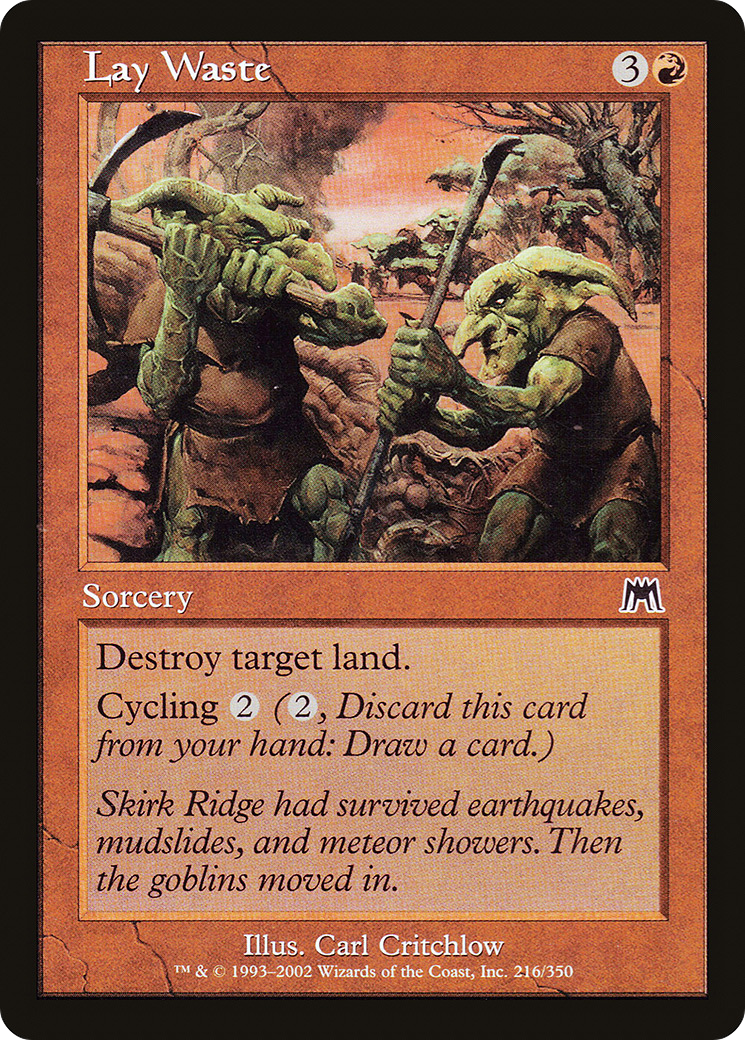 Lay Waste 3
Sorcery
Destroy target land.
Cycling 2 (2, Discard this card
from your hand: Draw a card.)
Skirk Ridge had survived earthquakes,
mudslides, and meteor showers. Then
the goblins moved in.
Illus. Carl Critchlow
™ & © 1993–2002 Wizards of the Coast, Inc. 216/350